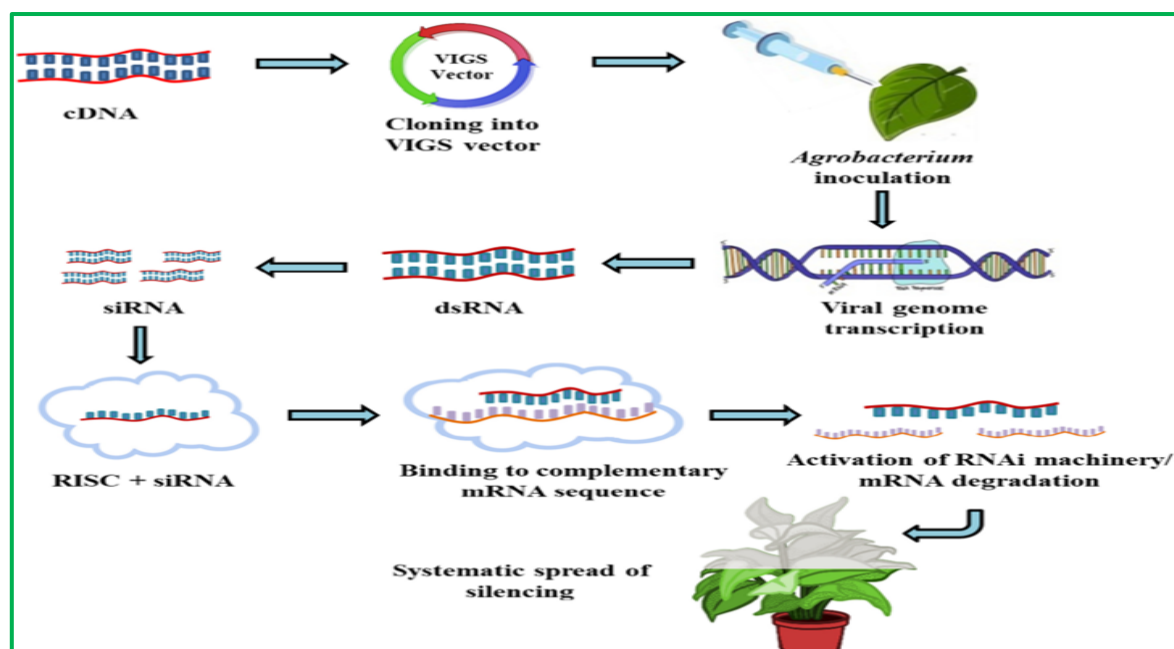 VIGS
Vector
cDNA
Cloning into
VIGS vector
Agrobacterium
inoculation
siRNA
dsRNA
Viral genome
transcription
RISC + siRNA
Binding to complementary
mRNA sequence
Activation of RNAi machinery/
mRNA degradation
Systematic spread of
silencing